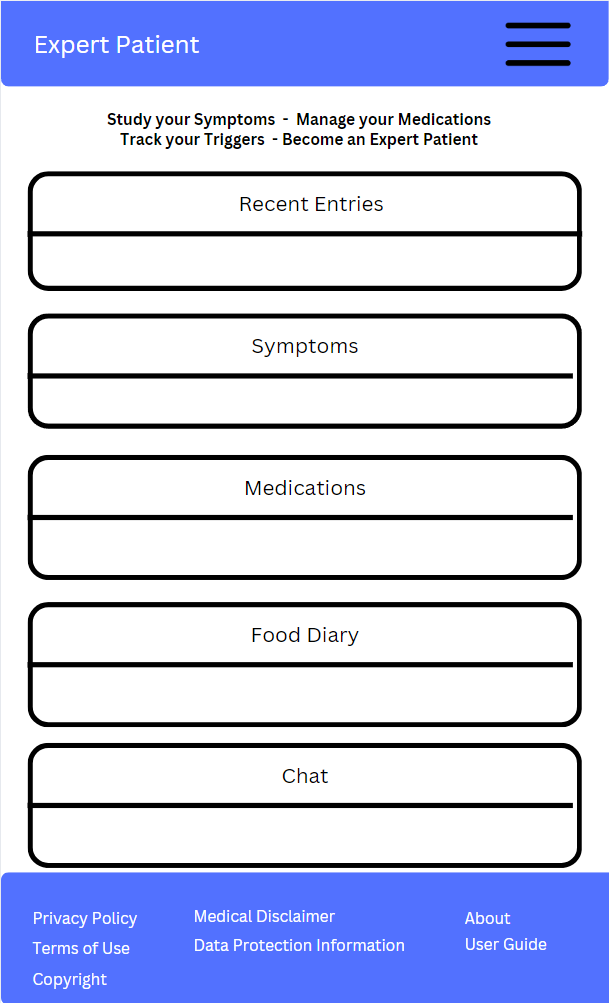 Expert Patient
Study your Symptoms - Manage your Medications
Track your Triggers - Become an Expert Patient
Recent Entries
Symptoms
Medications
Food Diary
Chat
Privacy Policy
Terms of Use
Copyright
Medical Disclaimer
Data Protection Information
About
User Guide